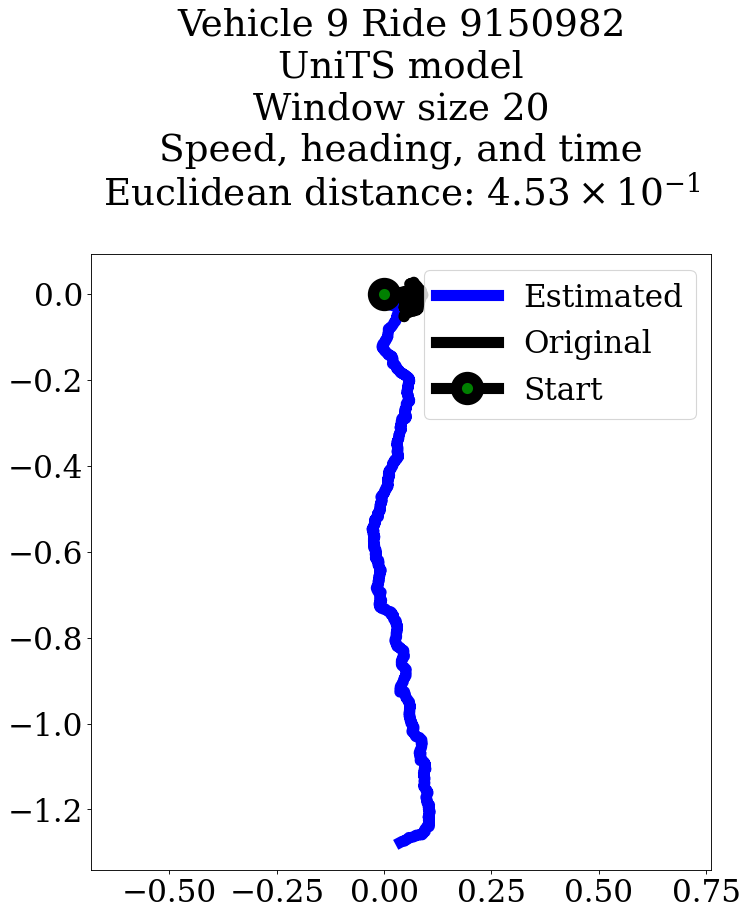 Vehicle 9 Ride 9150982
UniTS model
Window size 20
Speed, heading, and time
Euclidean distance: 4.53 × 10⁻¹
Estimated
Original
Start
0.0
−0.2
−0.4
−0.6
−0.8
−1.0
−1.2
−0.50 −0.25 0.00 0.25 0.50 0.75